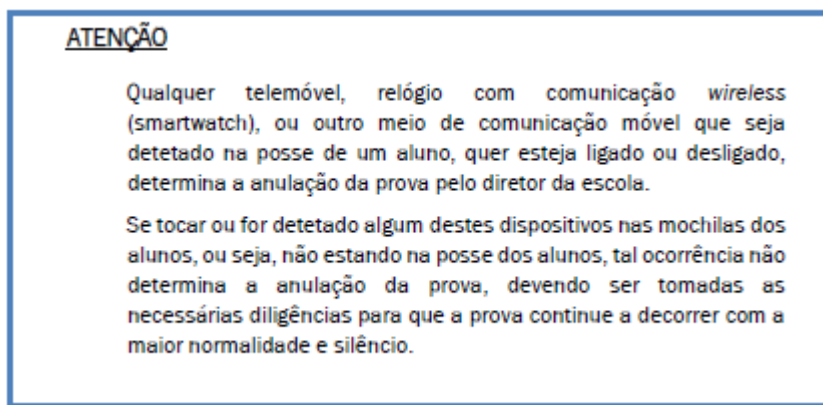 ATENÇÃO
Qualquer telemóvel, relógio com comunicação wireless
(smartwatch), ou outro meio de comunicação móvel que seja
detetado na posse de um aluno, quer esteja ligado ou desligado,
determina a anulação da prova pelo diretor da escola.
Se tocar ou for detetado algum destes dispositivos nas mochilas dos
alunos, ou seja, não estando na posse dos alunos, tal ocorrência não
determina a anulação da prova, devendo ser tomadas as
necessárias diligências para que a prova continue a decorrer com a
maior normalidade e silêncio.